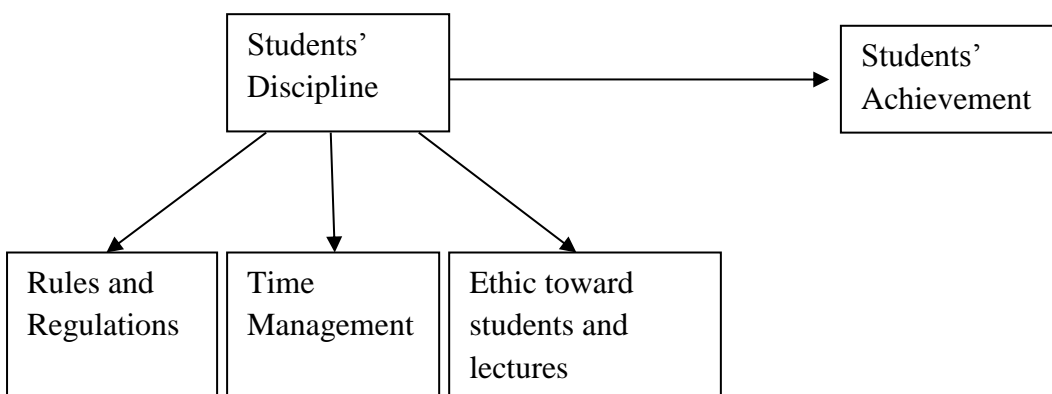 Students’
Discipline
Students’
Achievement
Rules and
Regulations
Time
Management
Ethic toward
students and
lectures